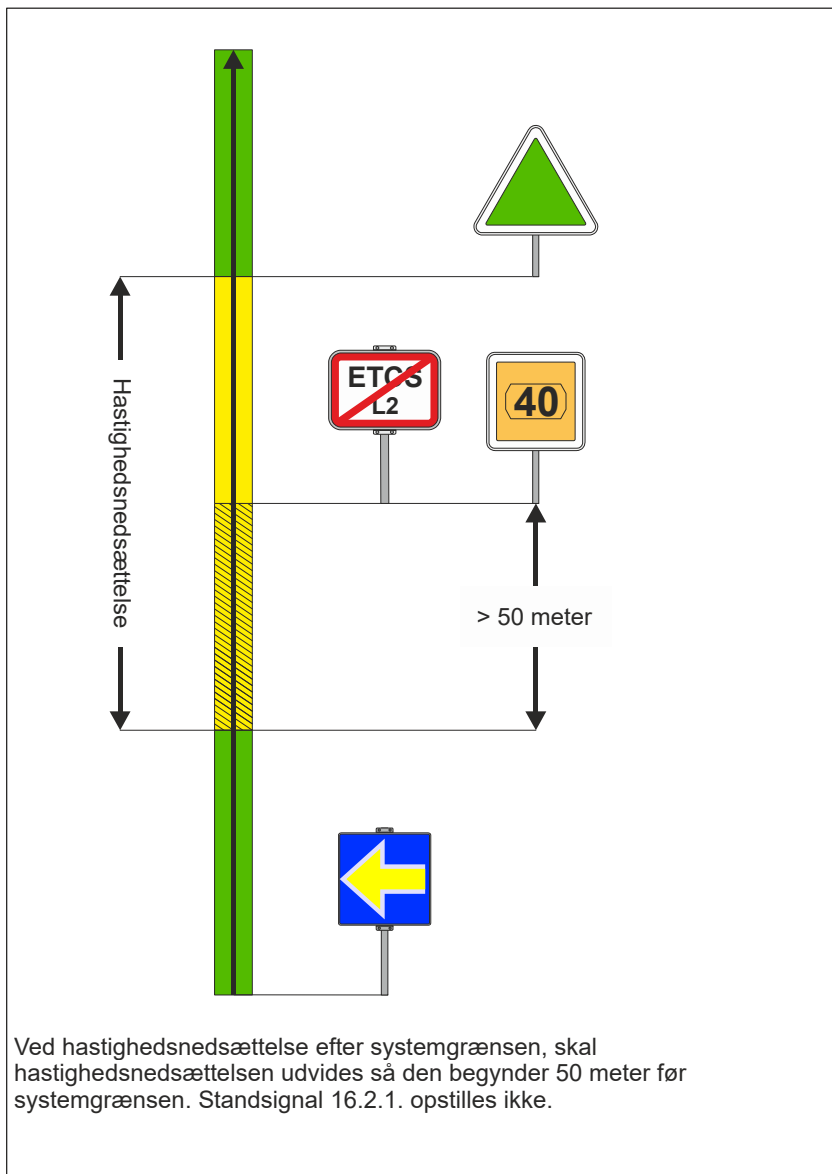 ETCS
L2
40
Hastighedsnedsættelse
> 50 meter
Ved hastighedsnedsættelse efter systemgrænsen, skal
hastighedsnedsættelsen udvides så den begynder 50 meter før
systemgrænsen. Standsignal 16.2.1. opstilles ikke.